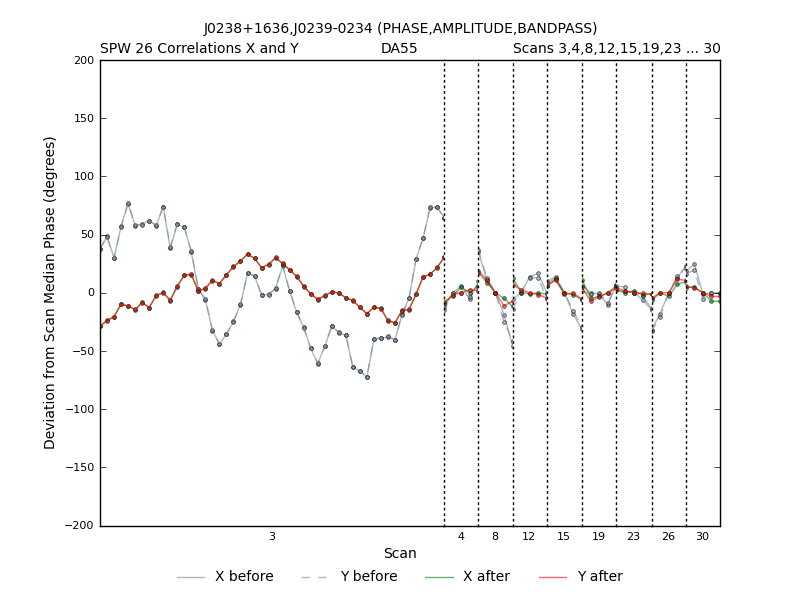 J0238+1636,J0239-0234 (PHASE,AMPLITUDE,BANDPASS)
SPW 26 Correlations X and Y DA55 Scans 3,4,8,12,15,19,23 ... 30
200
150
100
50
0
−50
−100
−150
−200
Deviation from Scan Median Phase (degrees)
3 4 8 12 15 19 23 26 30
Scan
X before Y before X after Y after